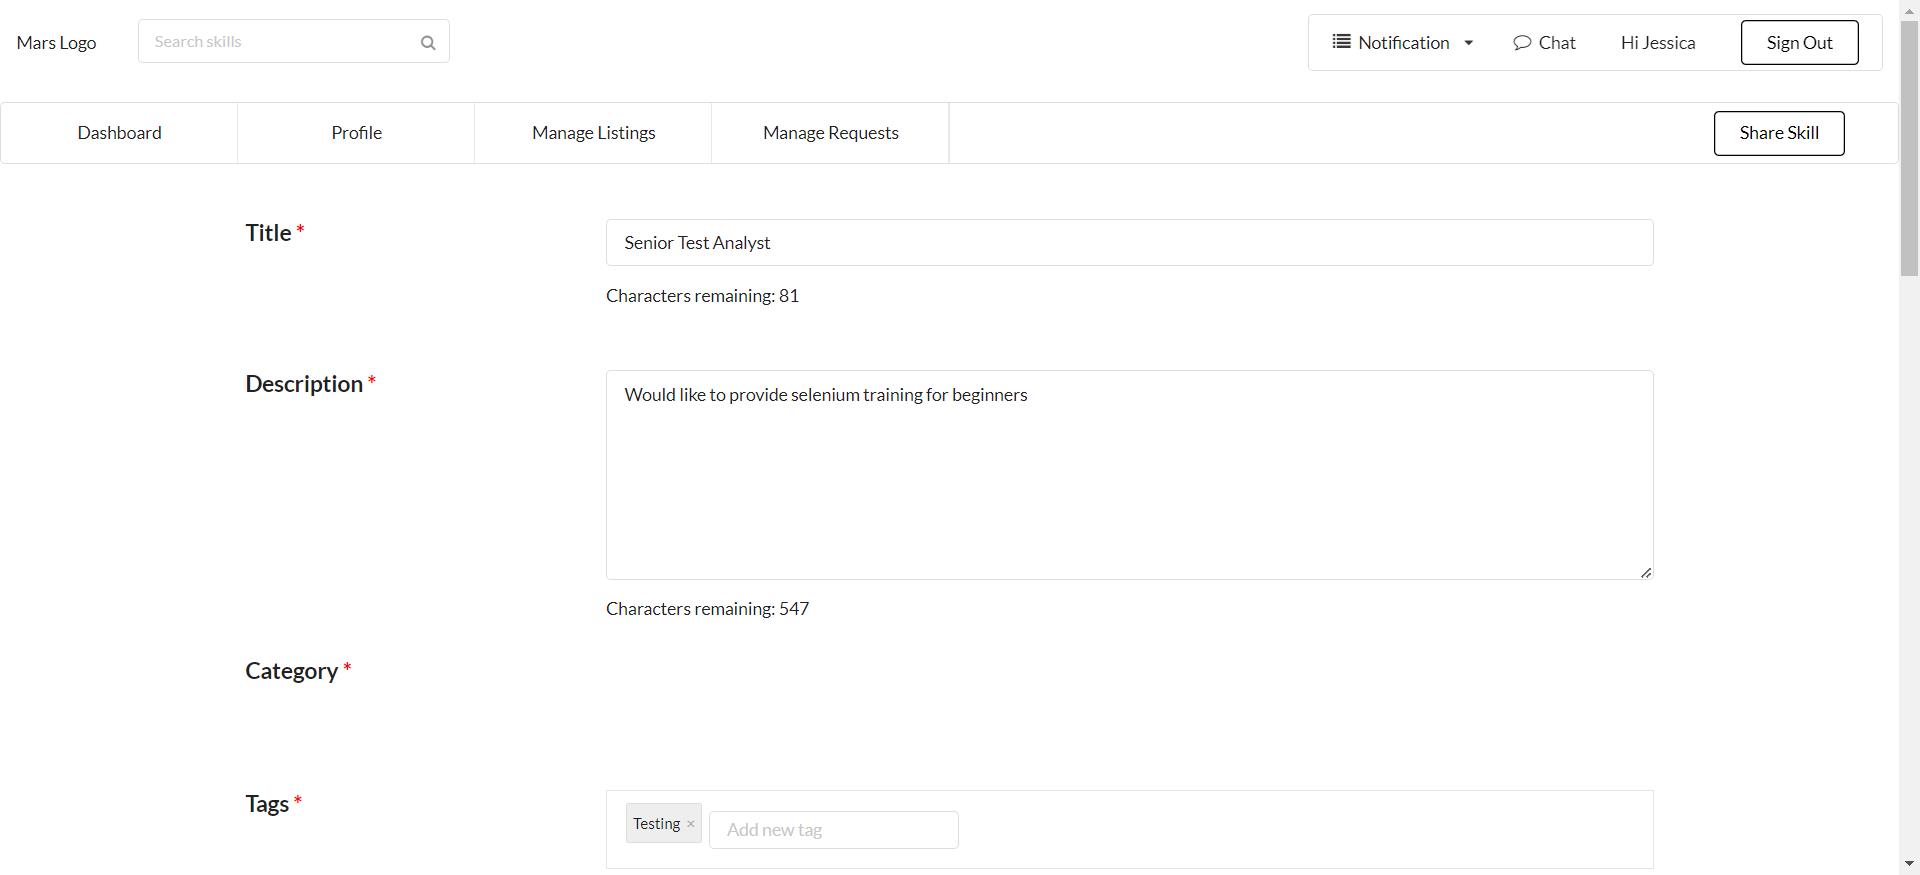 Mars Logo
Search skills
Notification
Chat
Hi Jessica
Sign Out
Dashboard
Profile
Manage Listings
Manage Requests
Share Skill
Title *
Senior Test Analyst
Characters remaining: 81
Description *
Would like to provide selenium training for beginners
Characters remaining: 547
Category *
Tags *
Testing ×
Add new tag